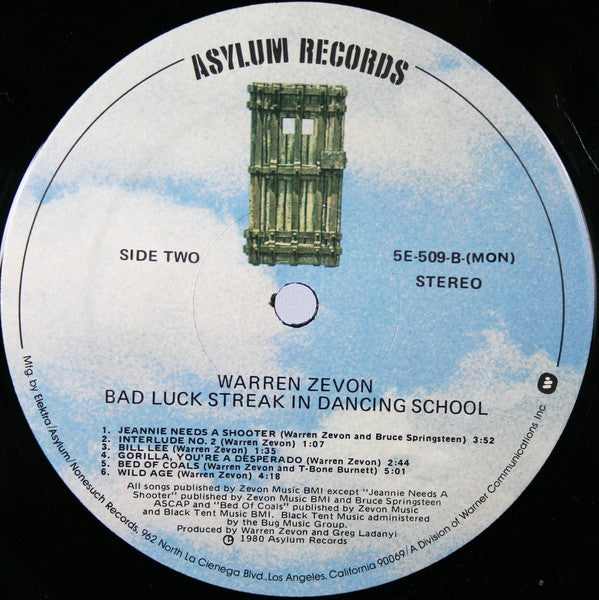 ASYLUM RECORDS
SIDE TWO
5E-509-B-(MON)
STEREO
WARREN ZEVON
BAD LUCK STREAK IN DANCING SCHOOL
1. JEANNIE NEEDS A SHOOTER (Warren Zevon and Bruce Springsteen) 3:52
2. INTERLUDE NO. 2 (Warren Zevon) 1:07
3. BILL LEE (Warren Zevon) 1:35
4. GORILLA, YOU'RE A DESPERADO (Warren Zevon) 2:44
5. BED OF COALS (Warren Zevon and T-Bone Burnett) 5:01
6. WILD AGE (Warren Zevon) 4:18
All songs published by Zevon Music BMI except "Jeannie Needs A
Shooter" published by Zevon Music BMI and Bruce Springsteen
ASCAP and "Bed Of Coals" published by Zevon Music
and Black Tent Music BMI. Black Tent Music administered
by the Bug Music Group.
Produced by Warren Zevon and Greg Ladanyi
℗ 1980 Asylum Records
Mfg. by Elektra/Asylum/Nonesuch Records, 962 North La Cienega Blvd., Los Angeles, California 90069/A Division of Warner Communications Inc.